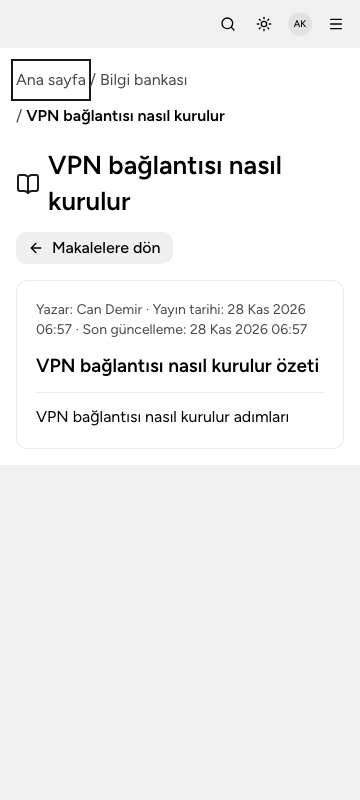 AK
Ana sayfa / Bilgi bankası
/ VPN bağlantısı nasıl kurulur
VPN bağlantısı nasıl
kurulur
Makalelere dön
Yazar: Can Demir · Yayın tarihi: 28 Kas 2026
06:57 · Son güncelleme: 28 Kas 2026 06:57
VPN bağlantısı nasıl kurulur özeti
VPN bağlantısı nasıl kurulur adımları